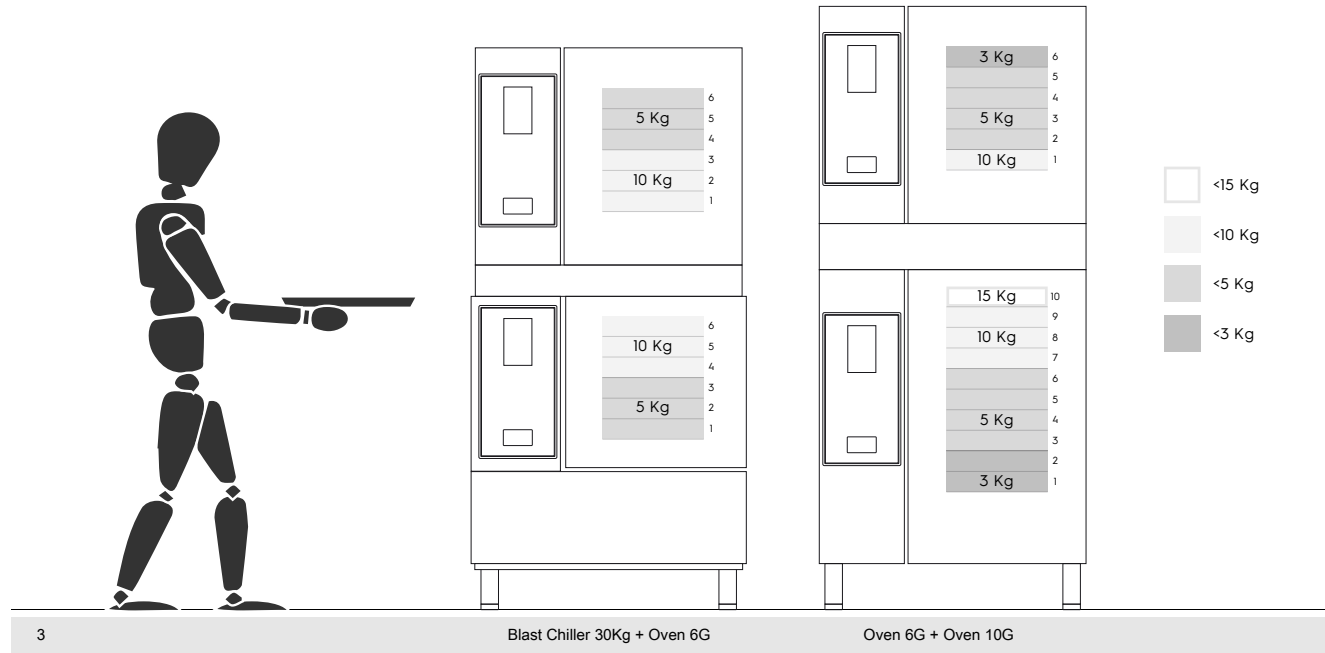 6
5 Kg 5
4
3
10 Kg 2
1
6
10 Kg 5
4
3
5 Kg 2
1
3 Kg 6
5
4
5 Kg 3
2
10 Kg 1
15 Kg 10
9
10 Kg 8
7
6
5
5 Kg 4
3
2
3 Kg 1
<15 Kg
<10 Kg
<5 Kg
<3 Kg
3 Blast Chiller 30Kg + Oven 6G Oven 6G + Oven 10G